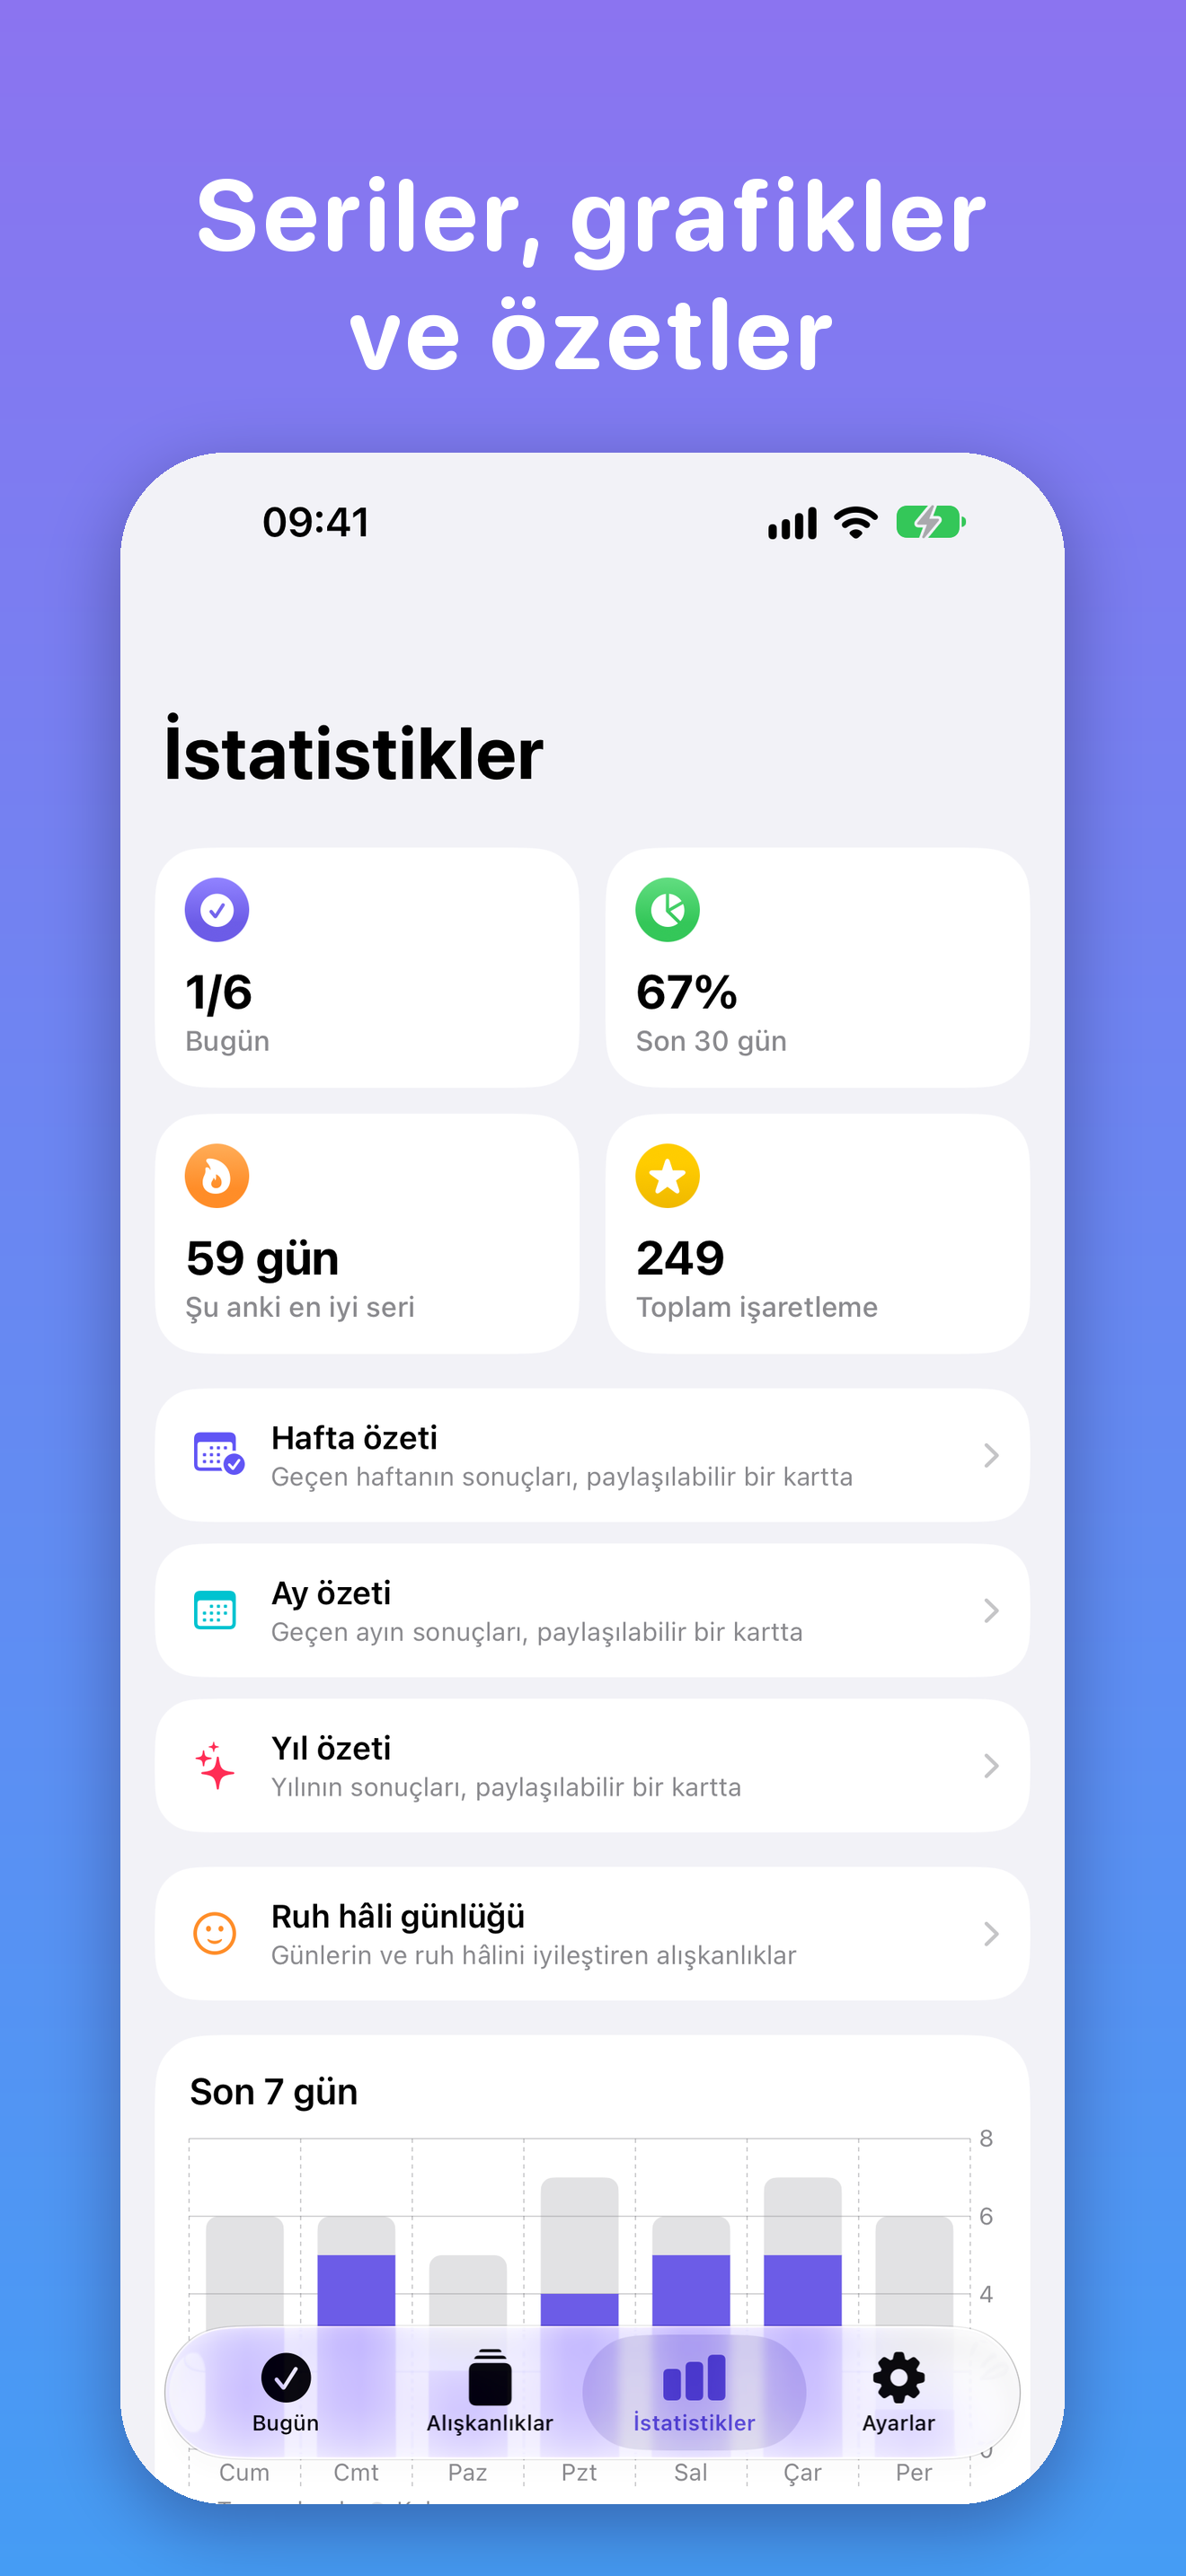 Seriler, grafikler
ve özetler
09:41
İstatistikler
1/6
Bugün
67%
Son 30 gün
59 gün
Şu anki en iyi seri
249
Toplam işaretleme
Hafta özeti
Geçen haftanın sonuçları, paylaşılabilir bir kartta
Ay özeti
Geçen ayın sonuçları, paylaşılabilir bir kartta
Yıl özeti
Yılının sonuçları, paylaşılabilir bir kartta
Ruh hâli günlüğü
Günlerin ve ruh hâlini iyileştiren alışkanlıklar
Son 7 gün
8
6
4
0
Bugün Alışkanlıklar İstatistikler Ayarlar
Cum Cmt Paz Pzt Sal Çar Per